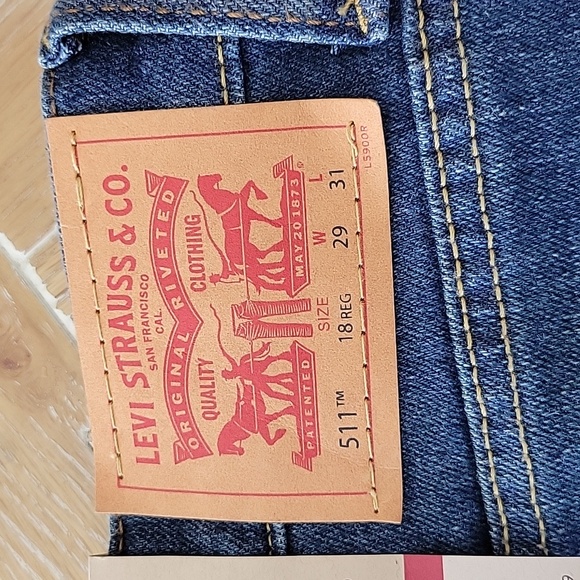 LEVI STRAUSS & CO.
SAN FRANCISCO
CAL.
ORIGINAL RIVETED
QUALITY CLOTHING
PATENTED MAY 20 1873 ®
SIZE W L
511™ 18 REG 29 31
LS900R